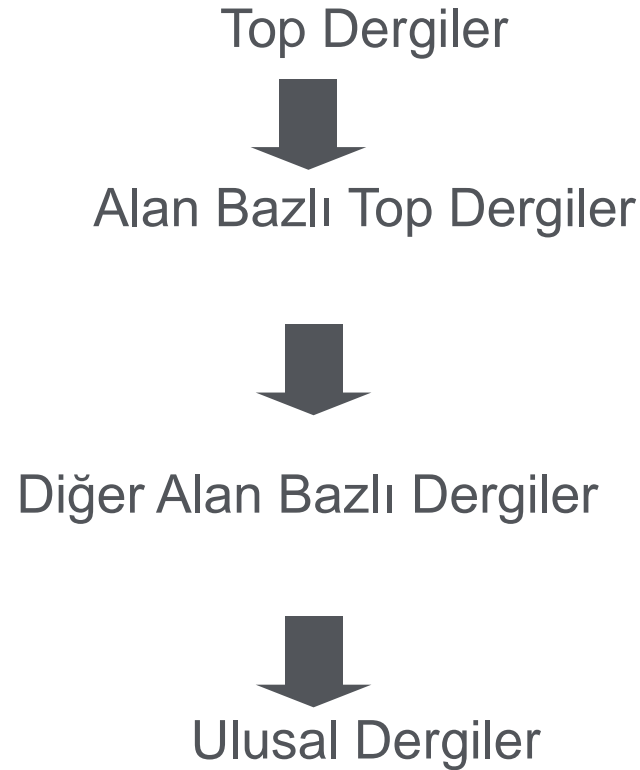 Top Dergiler
Alan Bazlı Top Dergiler
Diğer Alan Bazlı Dergiler
Ulusal Dergiler